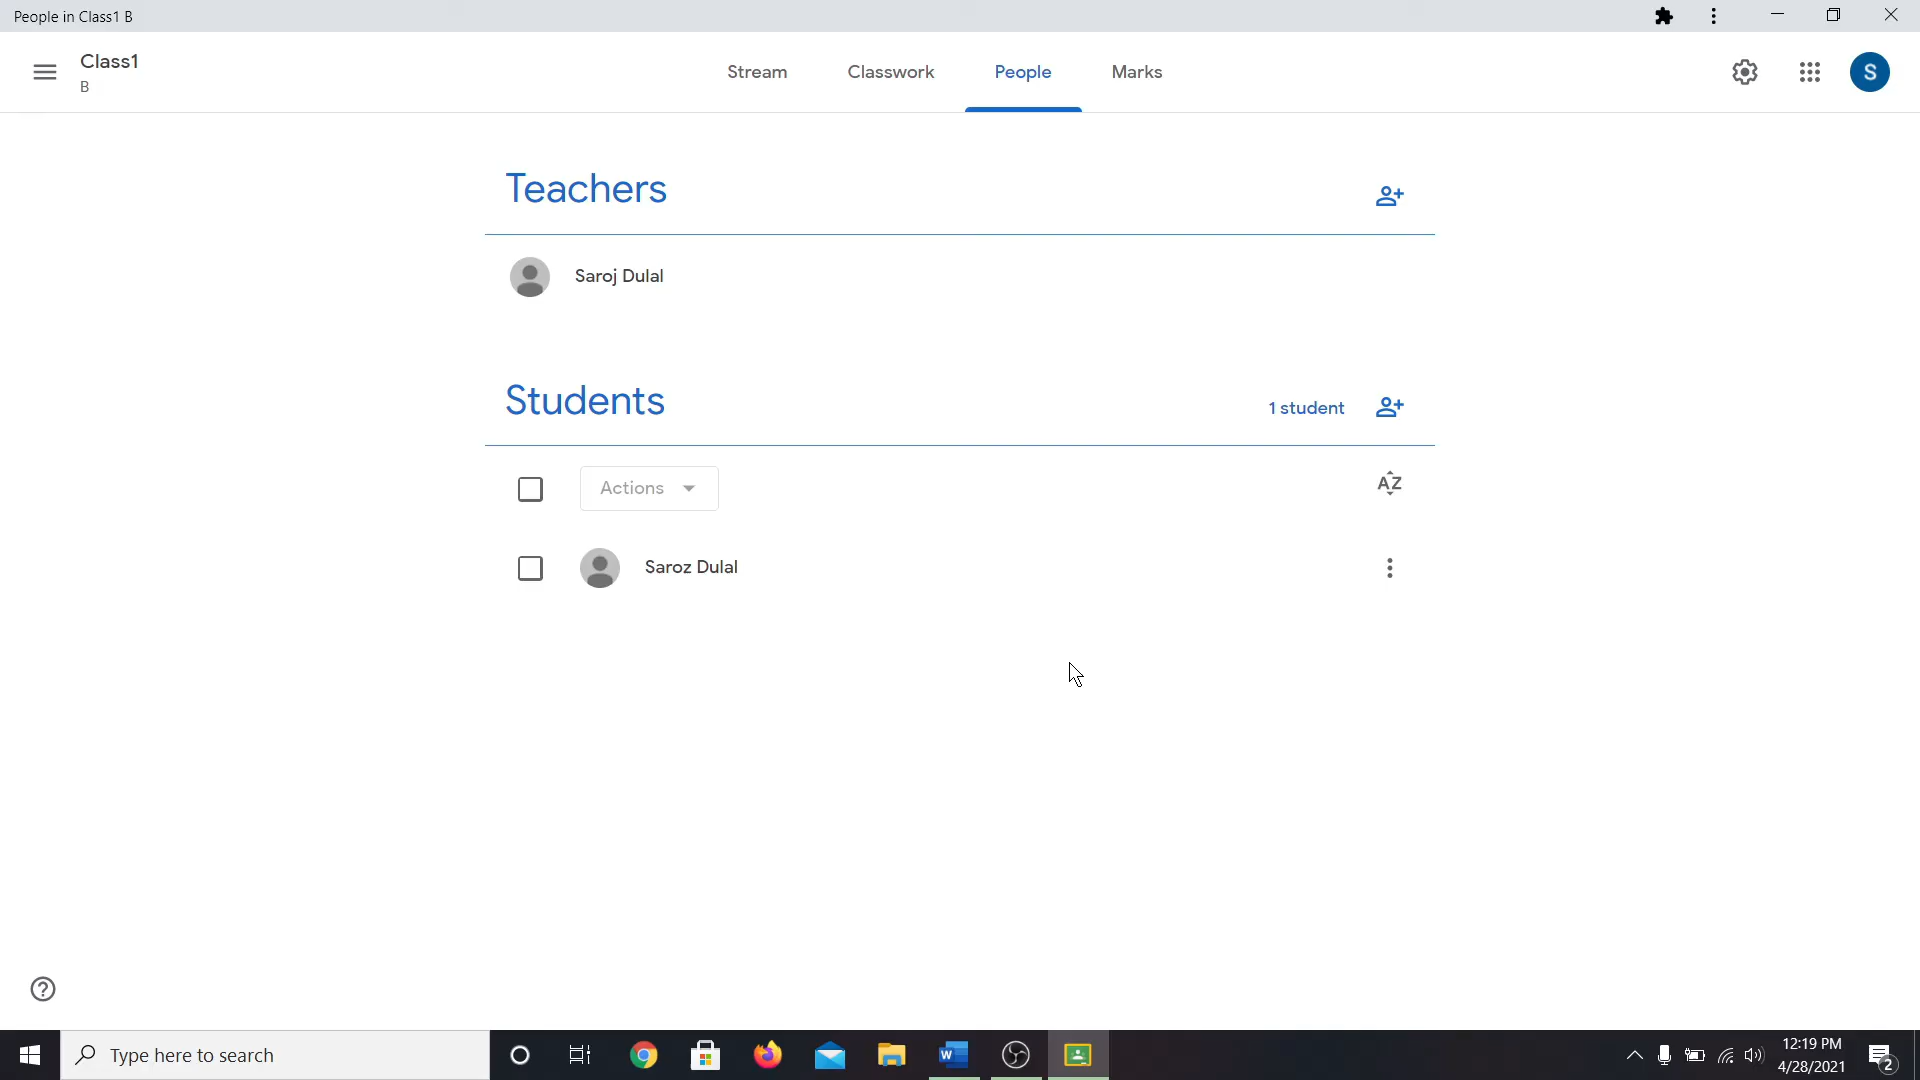 People in Class1 B
Class1
B
Stream
Classwork
People
Marks
S
Teachers
Saroj Dulal
Students
1 student
Actions
AZ
Saroz Dulal
?
Type here to search
W
12:19 PM
4/28/2021
2